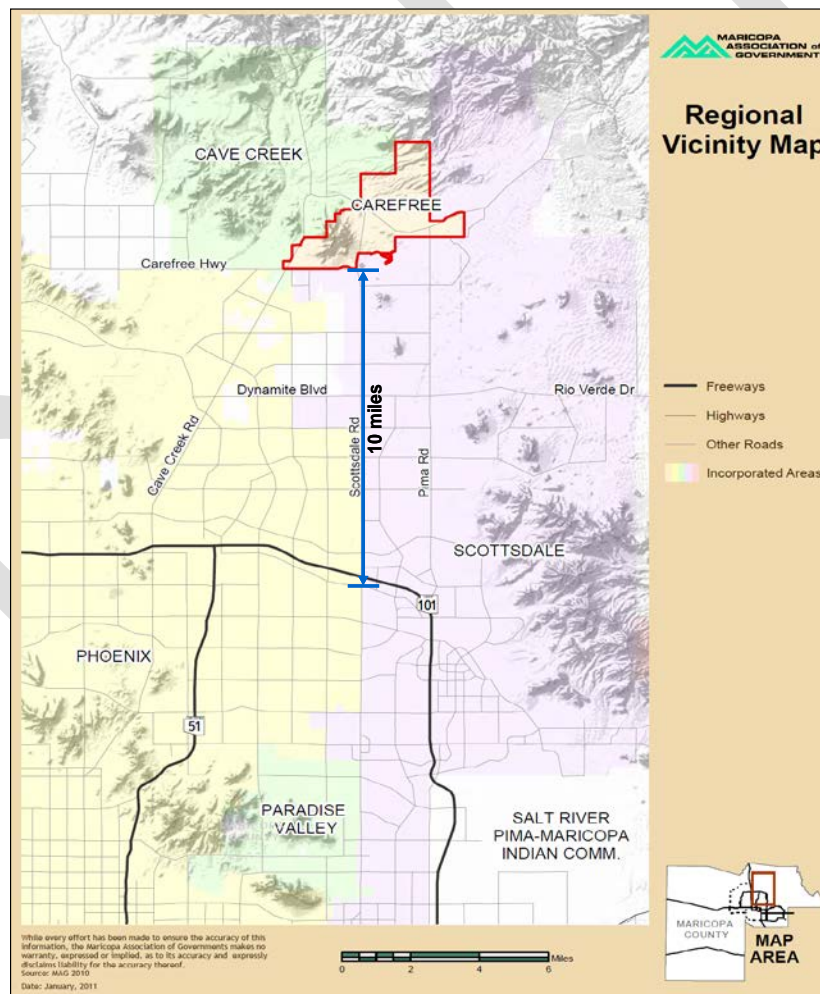 MARICOPA
ASSOCIATION of
GOVERNMENT
Regional
Vicinity Map
CAVE CREEK
CAREFREE
Carefree Hwy
Dynamite Blvd
Rio Verde Dr
Cave Creek Rd
Scottsdale Rd
10 miles
Pima Rd
Freeways
Highways
Other Roads
Incorporated Areas
SCOTTSDALE
101
PHOENIX
51
PARADISE
VALLEY
SALT RIVER
PIMA-MARICOPA
INDIAN COMM.
MARICOPA
COUNTY
MAP
AREA
While every effort has been made to ensure the accuracy of this
information, the Maricopa Association of Governments makes no
warranty, expressed or implied, as to its accuracy and expressly
disclaims liability for the accuracy thereof.
Source: MAG 2010
Date: January, 2011
Miles
0 2 4 6